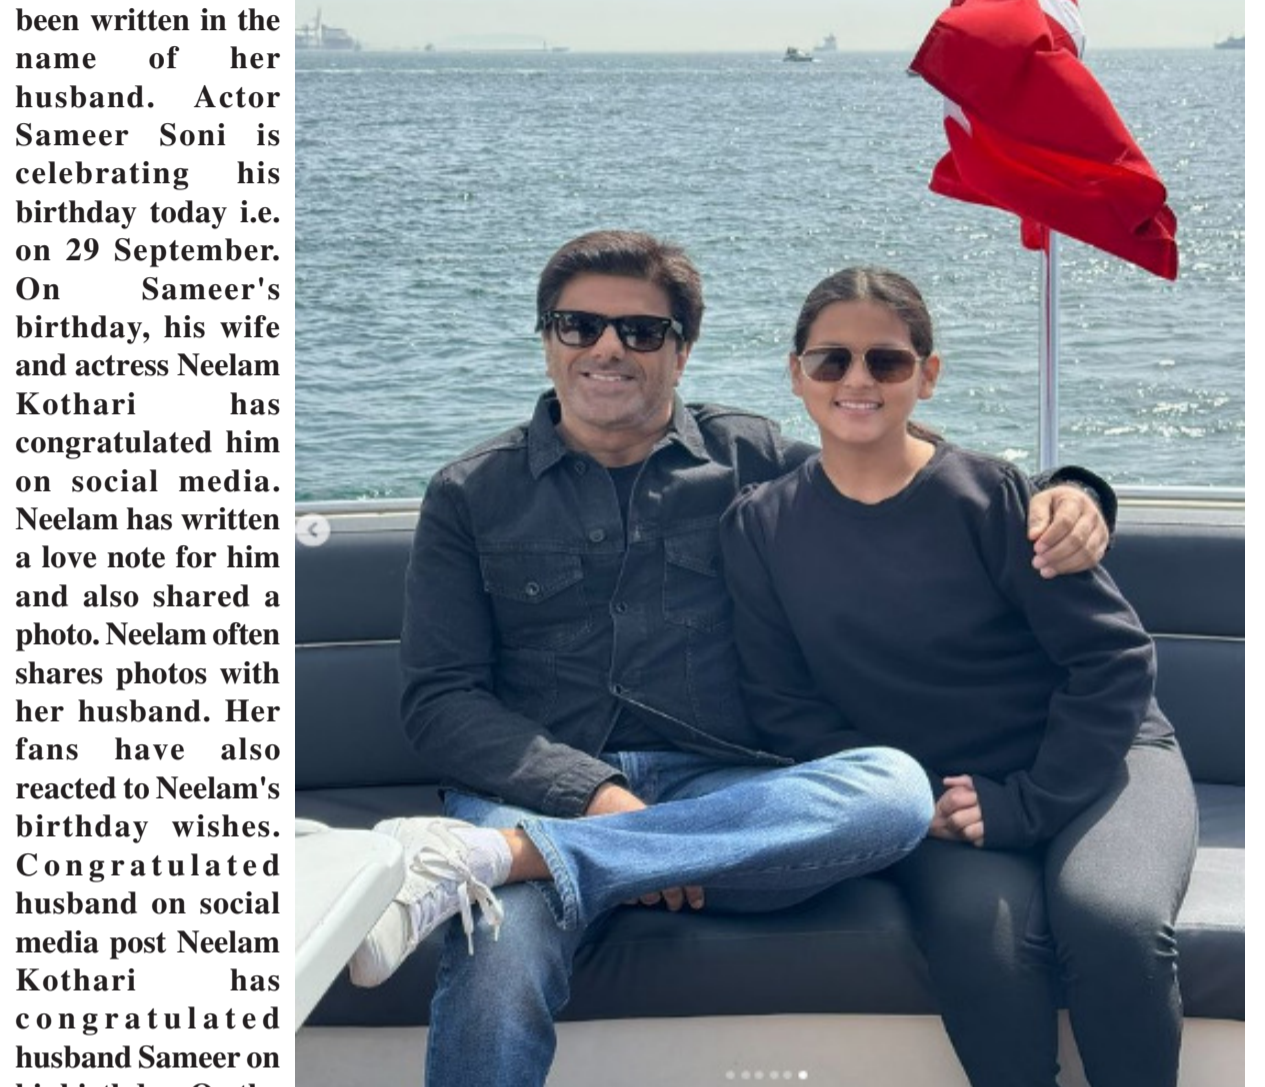 been written in the
name of her
husband. Actor
Sameer Soni is
celebrating his
birthday today i.e.
on 29 September.
On Sameer's
birthday, his wife
and actress Neelam
Kothari has
congratulated him
on social media.
Neelam has written
a love note for him
and also shared a
photo. Neelam often
shares photos with
her husband. Her
fans have also
reacted to Neelam's
birthday wishes.
Congratulated
husband on social
media post Neelam
Kothari has
congratulated
husband Sameer on